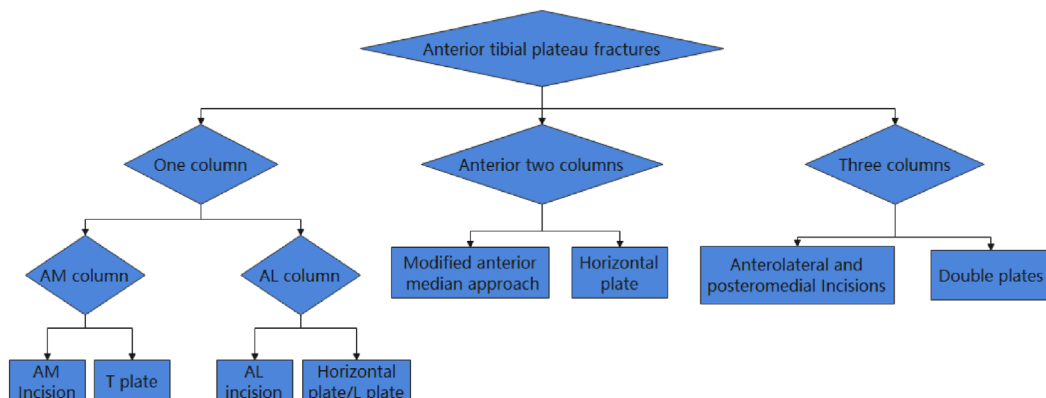 Anterior tibial plateau fractures
One column
Anterior two columns
Three columns
AM column
AL column
Modified anterior
median approach
Horizontal
plate
Anterolateral and
posteromedial Incisions
Double plates
AM
Incision
T plate
AL
incision
Horizontal
plate/L plate